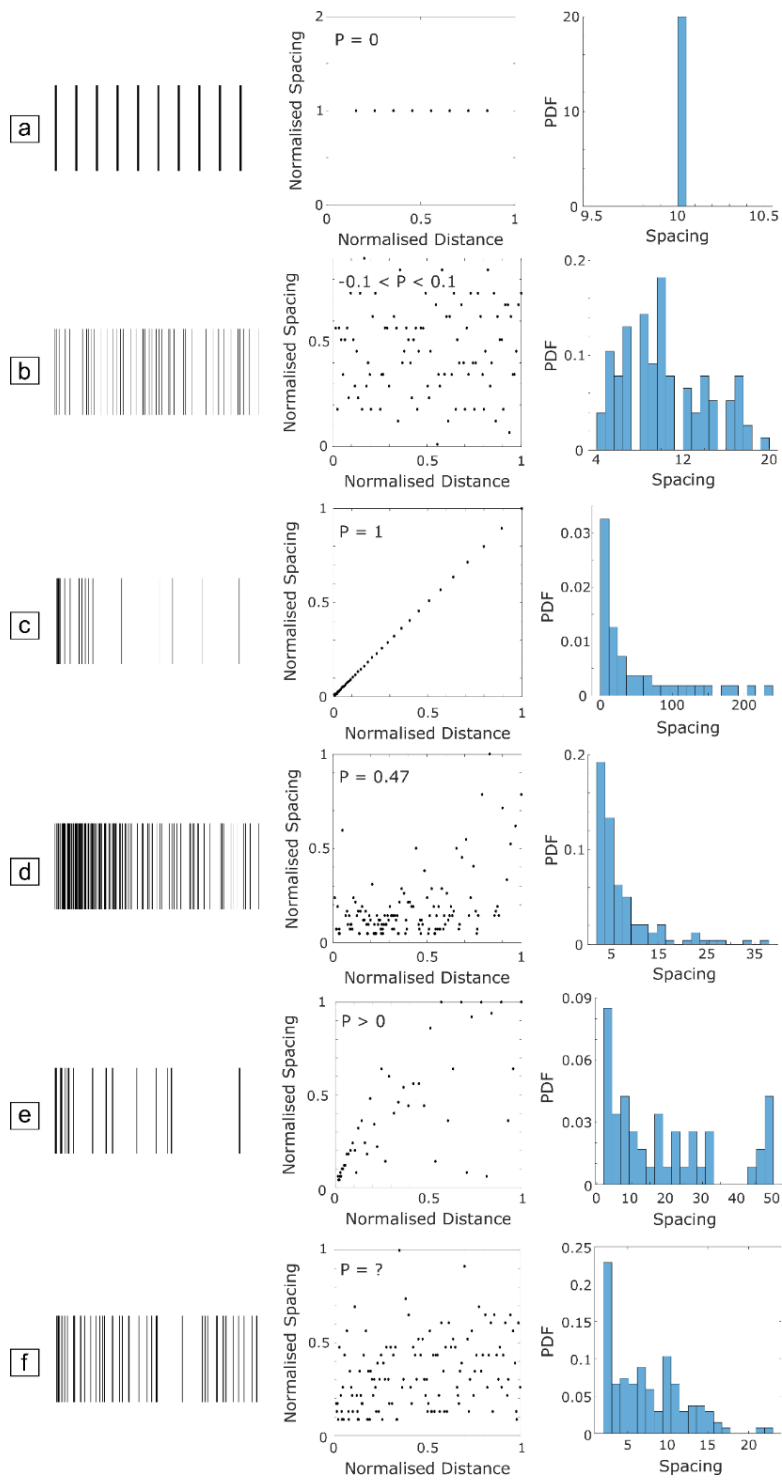 2
P = 0
Normalised Spacing
1
2
0
0.5
1
Normalised Distance
20
PDF
10
0
9.5
10
10.5
Spacing
a
-0.1 < P < 0.1
Normalised Spacing
0.5
0
0
0.5
1
Normalised Distance
0.2
PDF
0.1
0
4
12
20
Spacing
b
1
P = 1
Normalised Spacing
0.5
0
0
0.5
1
Normalised Distance
0.03
PDF
0.01
0
0
100
200
Spacing
c
1
P = 0.47
Normalised Spacing
0.5
0
0
0.5
1
Normalised Distance
0.2
PDF
0.1
0
5
15
25
35
Spacing
d
1
P > 0
Normalised Spacing
0.5
0
0
0.5
1
Normalised Distance
0.09
PDF
0.06
0.03
0
0
10
20
30
40
50
Spacing
e
1
P = ?
Normalised Spacing
0.5
0
0
0.5
1
Normalised Distance
0.25
0.15
PDF
0.1
0.05
0
5
10
20
Spacing
f